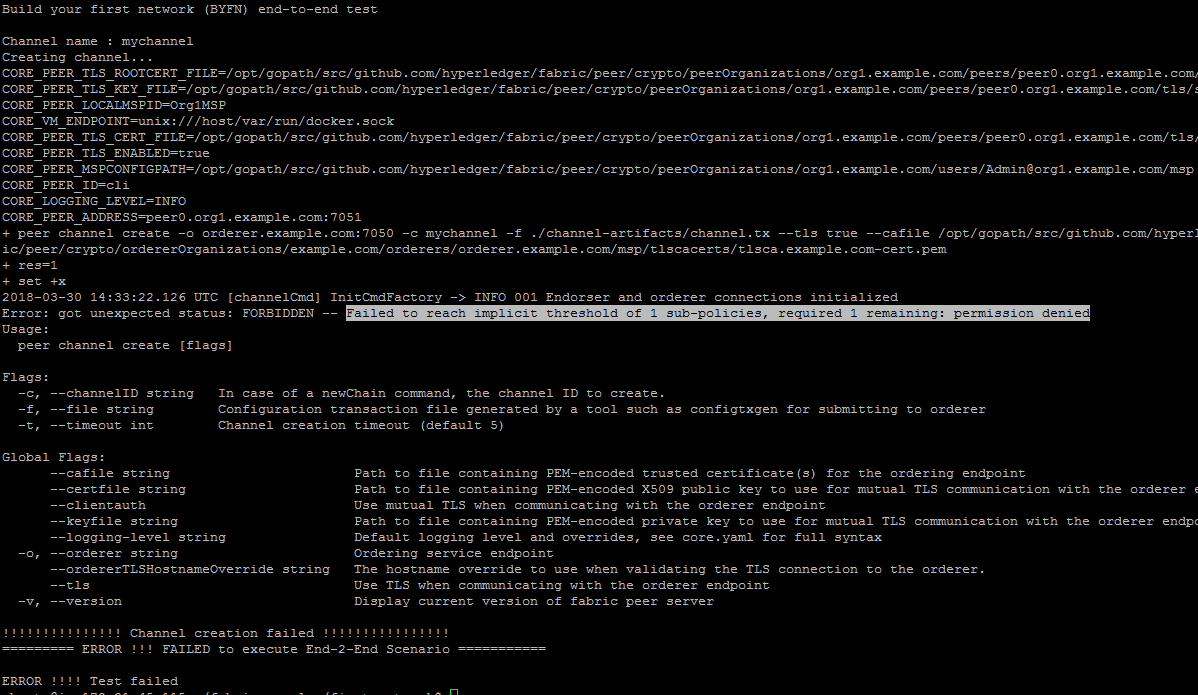 Build your first network (BYFN) end-to-end test
Channel name : mychannel
Creating channel...
CORE_PEER_TLS_ROOTCERT_FILE=/opt/gopath/src/github.com/hyperledger/fabric/peer/crypto/peerOrganizations/org1.example.com/peers/peer0.org1.example.com/
CORE_PEER_TLS_KEY_FILE=/opt/gopath/src/github.com/hyperledger/fabric/peer/crypto/peerOrganizations/org1.example.com/peers/peer0.org1.example.com/tls/s
CORE_PEER_LOCALMSPID=Org1MSP
CORE_VM_ENDPOINT=unix:///host/var/run/docker.sock
CORE_PEER_TLS_CERT_FILE=/opt/gopath/src/github.com/hyperledger/fabric/peer/crypto/peerOrganizations/org1.example.com/peers/peer0.org1.example.com/tls/
CORE_PEER_TLS_ENABLED=true
CORE_PEER_MSPCONFIGPATH=/opt/gopath/src/github.com/hyperledger/fabric/peer/crypto/peerOrganizations/org1.example.com/users/Admin@org1.example.com/msp
CORE_PEER_ID=cli
CORE_LOGGING_LEVEL=INFO
CORE_PEER_ADDRESS=peer0.org1.example.com:7051
+ peer channel create -o orderer.example.com:7050 -c mychannel -f ./channel-artifacts/channel.tx --tls true --cafile /opt/gopath/src/github.com/hyperl
ic/peer/crypto/ordererOrganizations/example.com/orderers/orderer.example.com/msp/tlscacerts/tlsca.example.com-cert.pem
+ res=1
+ set +x
2018-03-30 14:33:22.126 UTC [channelCmd] InitCmdFactory -> INFO 001 Endorser and orderer connections initialized
Error: got unexpected status: FORBIDDEN -- Failed to reach implicit threshold of 1 sub-policies, required 1 remaining: permission denied
Usage:
peer channel create [flags]
Flags:
-c, --channelID string In case of a newChain command, the channel ID to create.
-f, --file string Configuration transaction file generated by a tool such as configtxgen for submitting to orderer
-t, --timeout int Channel creation timeout (default 5)
Global Flags:
--cafile string Path to file containing PEM-encoded trusted certificate(s) for the ordering endpoint
--certfile string Path to file containing PEM-encoded X509 public key to use for mutual TLS communication with the orderer e
--clientauth Use mutual TLS when communicating with the orderer endpoint
--keyfile string Path to file containing PEM-encoded private key to use for mutual TLS communication with the orderer endpo
--logging-level string Default logging level and overrides, see core.yaml for full syntax
-o, --orderer string Ordering service endpoint
--ordererTLSHostnameOverride string The hostname override to use when validating the TLS connection to the orderer.
--tls Use TLS when communicating with the orderer endpoint
-v, --version Display current version of fabric peer server
!!!!!!!!!!!!!!! Channel creation failed !!!!!!!!!!!!!!!!
========= ERROR !!! FAILED to execute End-2-End Scenario ===========
ERROR !!!! Test failed